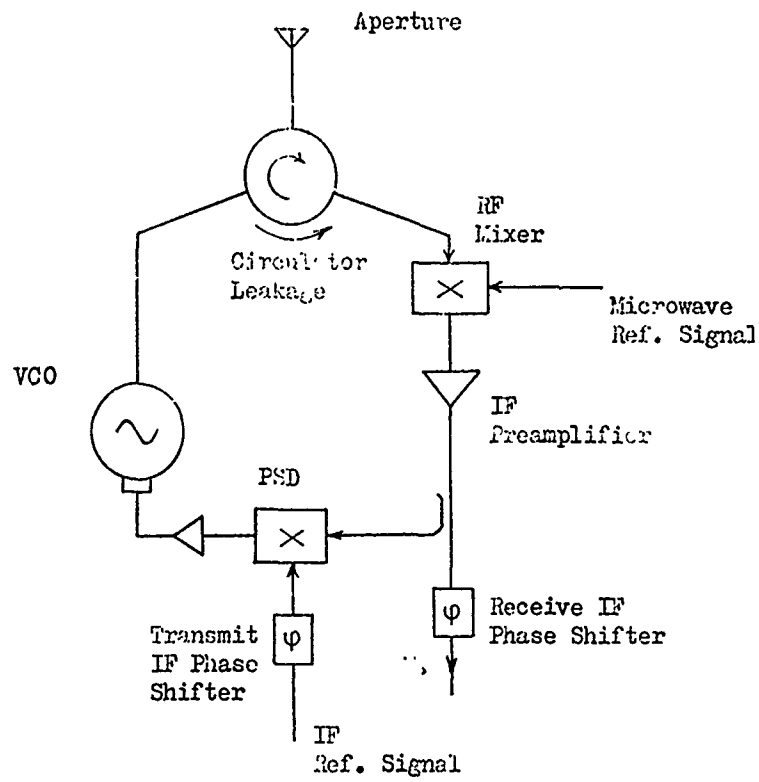 Aperture
RF
Mixer
Circulator
Leakage
Microwave
Ref. Signal
VCO
IF
Preamplifier
PSD
φ
Receive IF
Phase Shifter
φ
Transmit
IF Phase
Shifter
IF
Ref. Signal